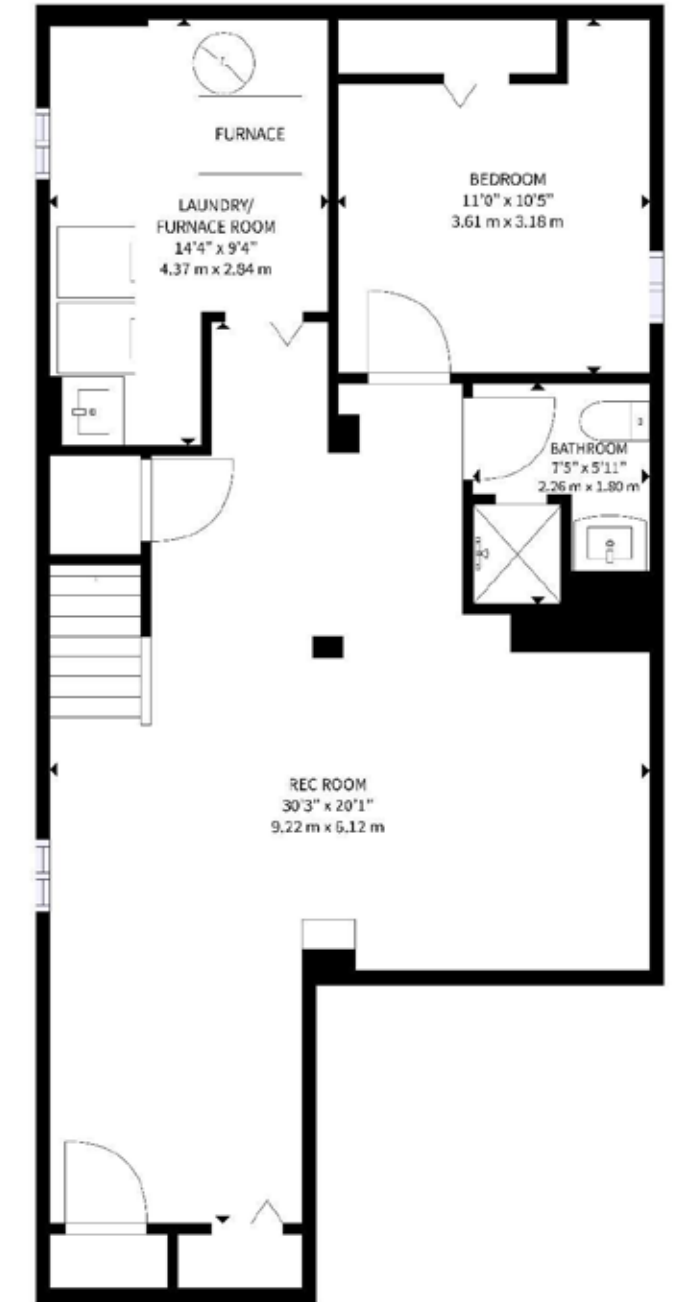 FURNACE
LAUNDRY/
FURNACE ROOM
14'4" x 9'4"
4.37 m x 2.84 m
BEDROOM
11'0" x 10'5"
3.61 m x 3.18 m
BATHROOM
7'5" x 5'11"
2.26 m x 1.80 m
REC ROOM
30'3" x 20'1"
9.22 m x 6.12 m